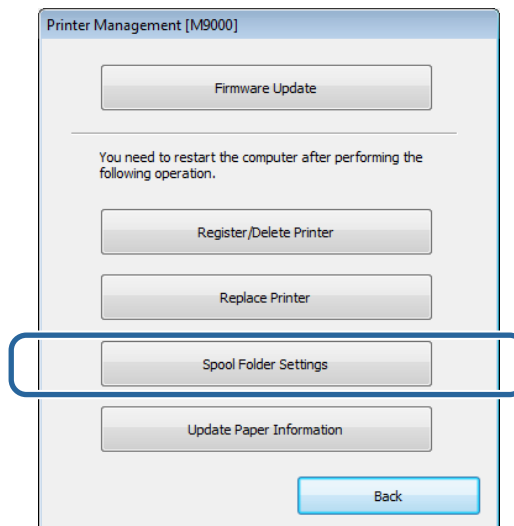 Printer Management [M9000]
Firmware Update
You need to restart the computer after performing the
following operation.
Register/Delete Printer
Replace Printer
Spool Folder Settings
Update Paper Information
Back